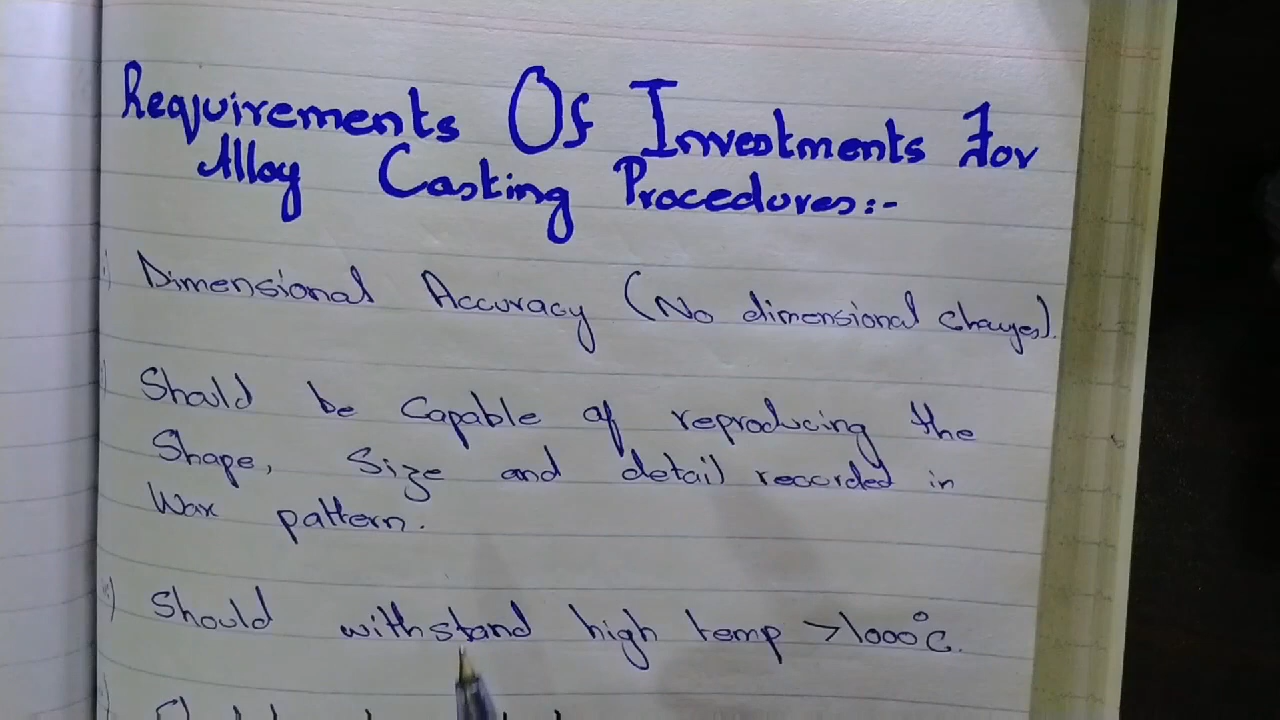 Requirements Of Investments For
Alloy Casting Procedures:-
i) Dimensional Accuracy (No dimensional changes).
) Should be Capable of reproducing the
Shape, Size and detail recorded in
Wax pattern.
) Should withstand high temp >1000°C.